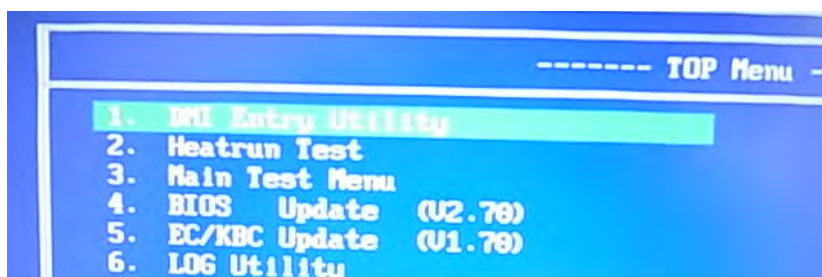 ------- TOP Menu -
1. DMI Entry Utility
2. Heatrun Test
3. Main Test Menu
4. BIOS Update (V2.70)
5. EC/KBC Update (V1.70)
6. LOG Utility